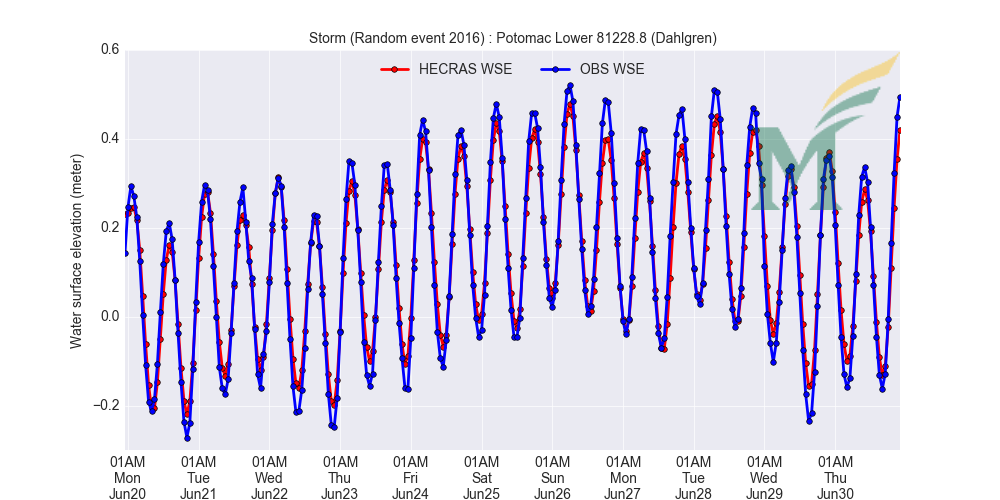 Storm (Random event 2016) : Potomac Lower 81228.8 (Dahlgren)
HECRAS WSE
OBS WSE
M
Water surface elevation (meter)
0.6
0.4
0.2
0.0
−0.2
01AM 01AM 01AM 01AM 01AM 01AM 01AM 01AM 01AM 01AM 01AM
Mon Tue Wed Thu Fri Sat Sun Mon Tue Wed Thu
Jun20 Jun21 Jun22 Jun23 Jun24 Jun25 Jun26 Jun27 Jun28 Jun29 Jun30